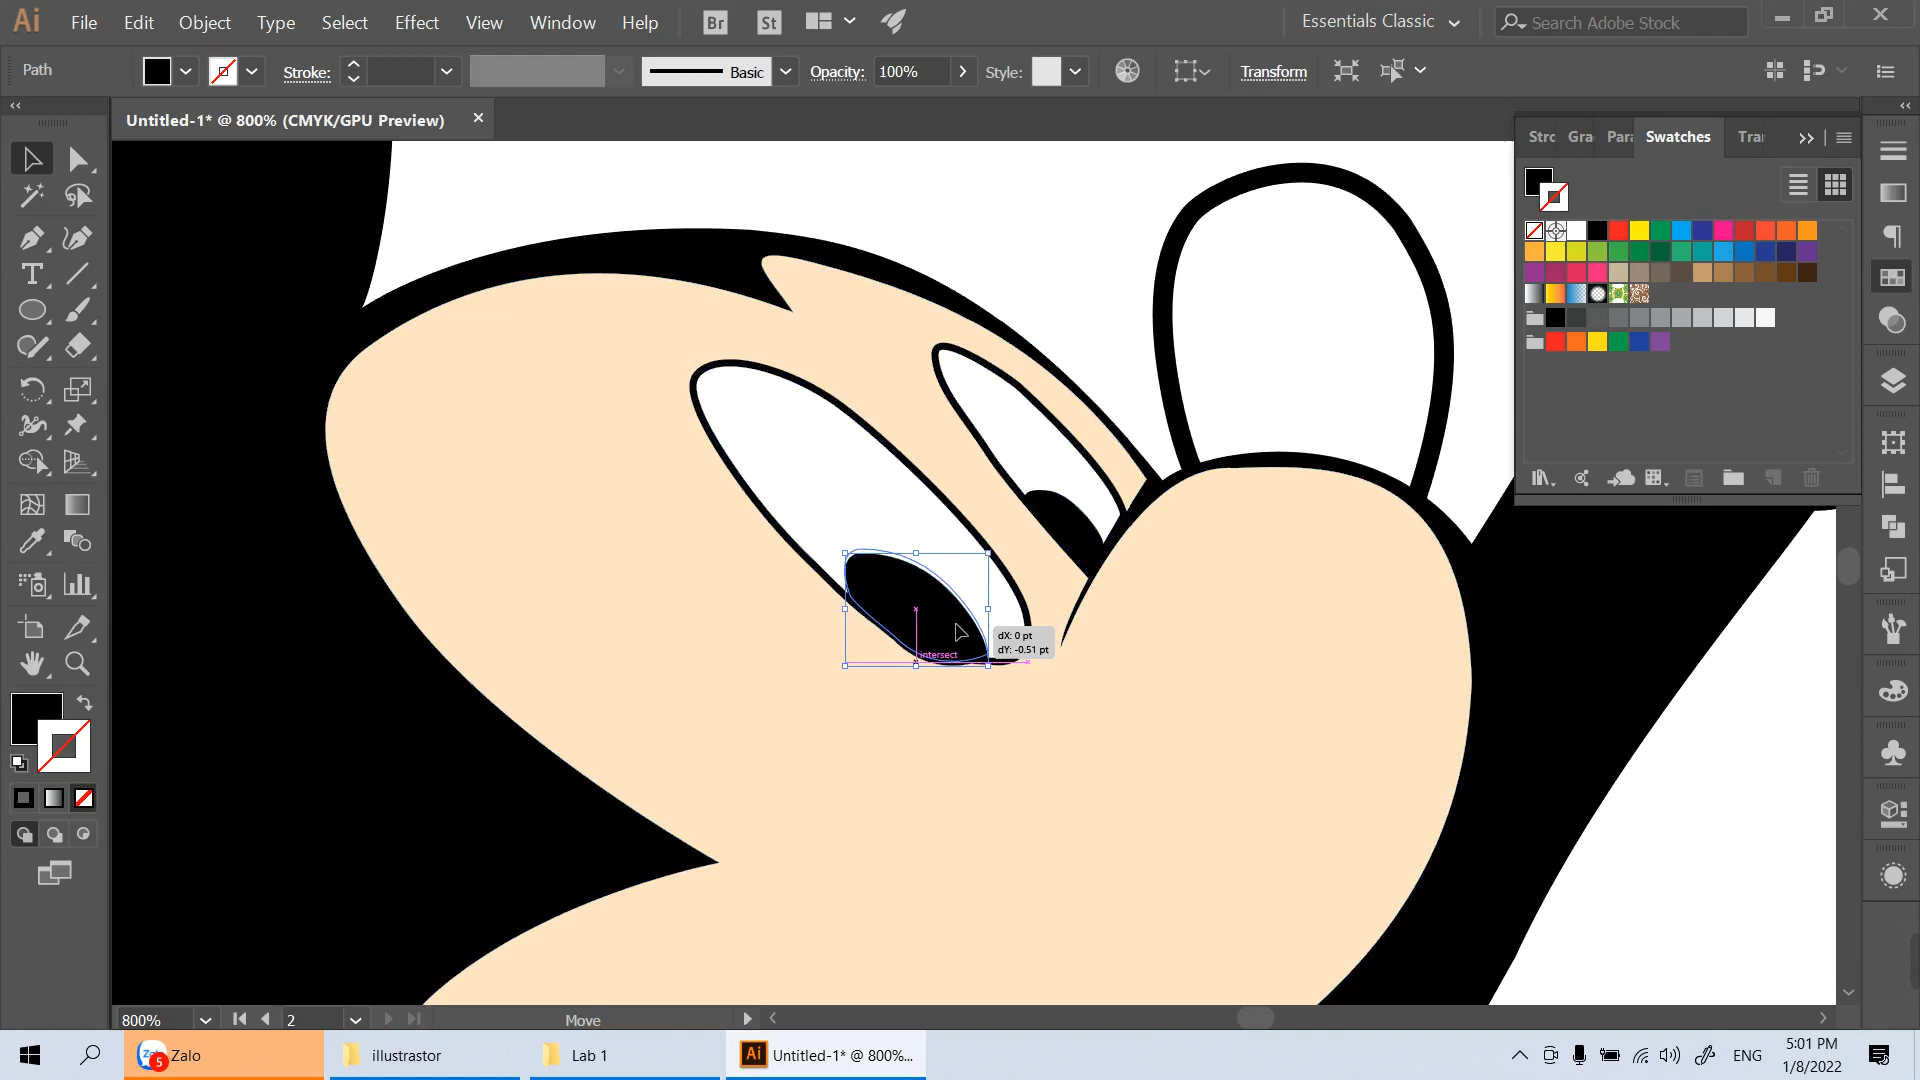 Ai File Edit Object Type Select Effect View Window Help Br St Essentials Classic Search Adobe Stock
Path Stroke: Basic Opacity: 100% Style: Transform
Untitled-1* @ 800% (CMYK/GPU Preview)
Strc Gra Para Swatches Tra
dX: 0 pt
dY: -0.51 pt
intersect
800% 2 Move
5 Zalo illustrastor Lab 1 Ai Untitled-1* @ 800%... ENG 5:01 PM
1/8/2022